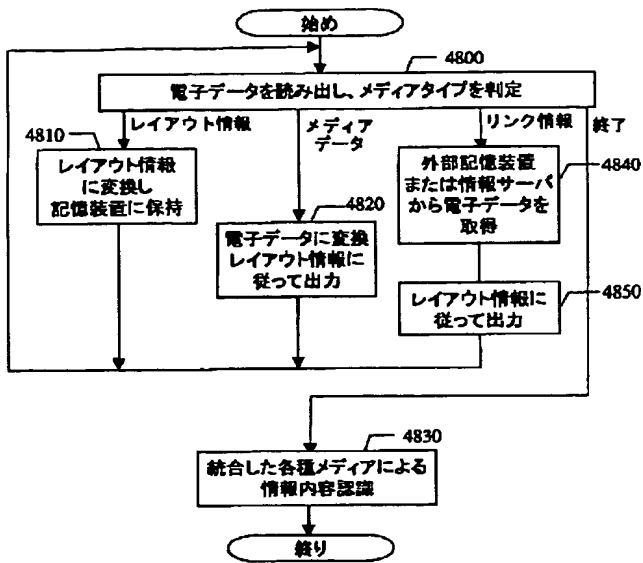 始め
4800
電子データを読み出し、メディアタイプを判定
4810
レイアウト情報
メディア
データ
リンク情報
終了
レイアウト情報
に変換し
記憶装置に保持
4820
電子データに変換
レイアウト情報に
従って出力
外部記憶装置
または情報サーバ
から電子データを
取得
4840
レイアウト情報に
従って出力
4850
4830
統合した各種メディアによる
情報内容認識
終り